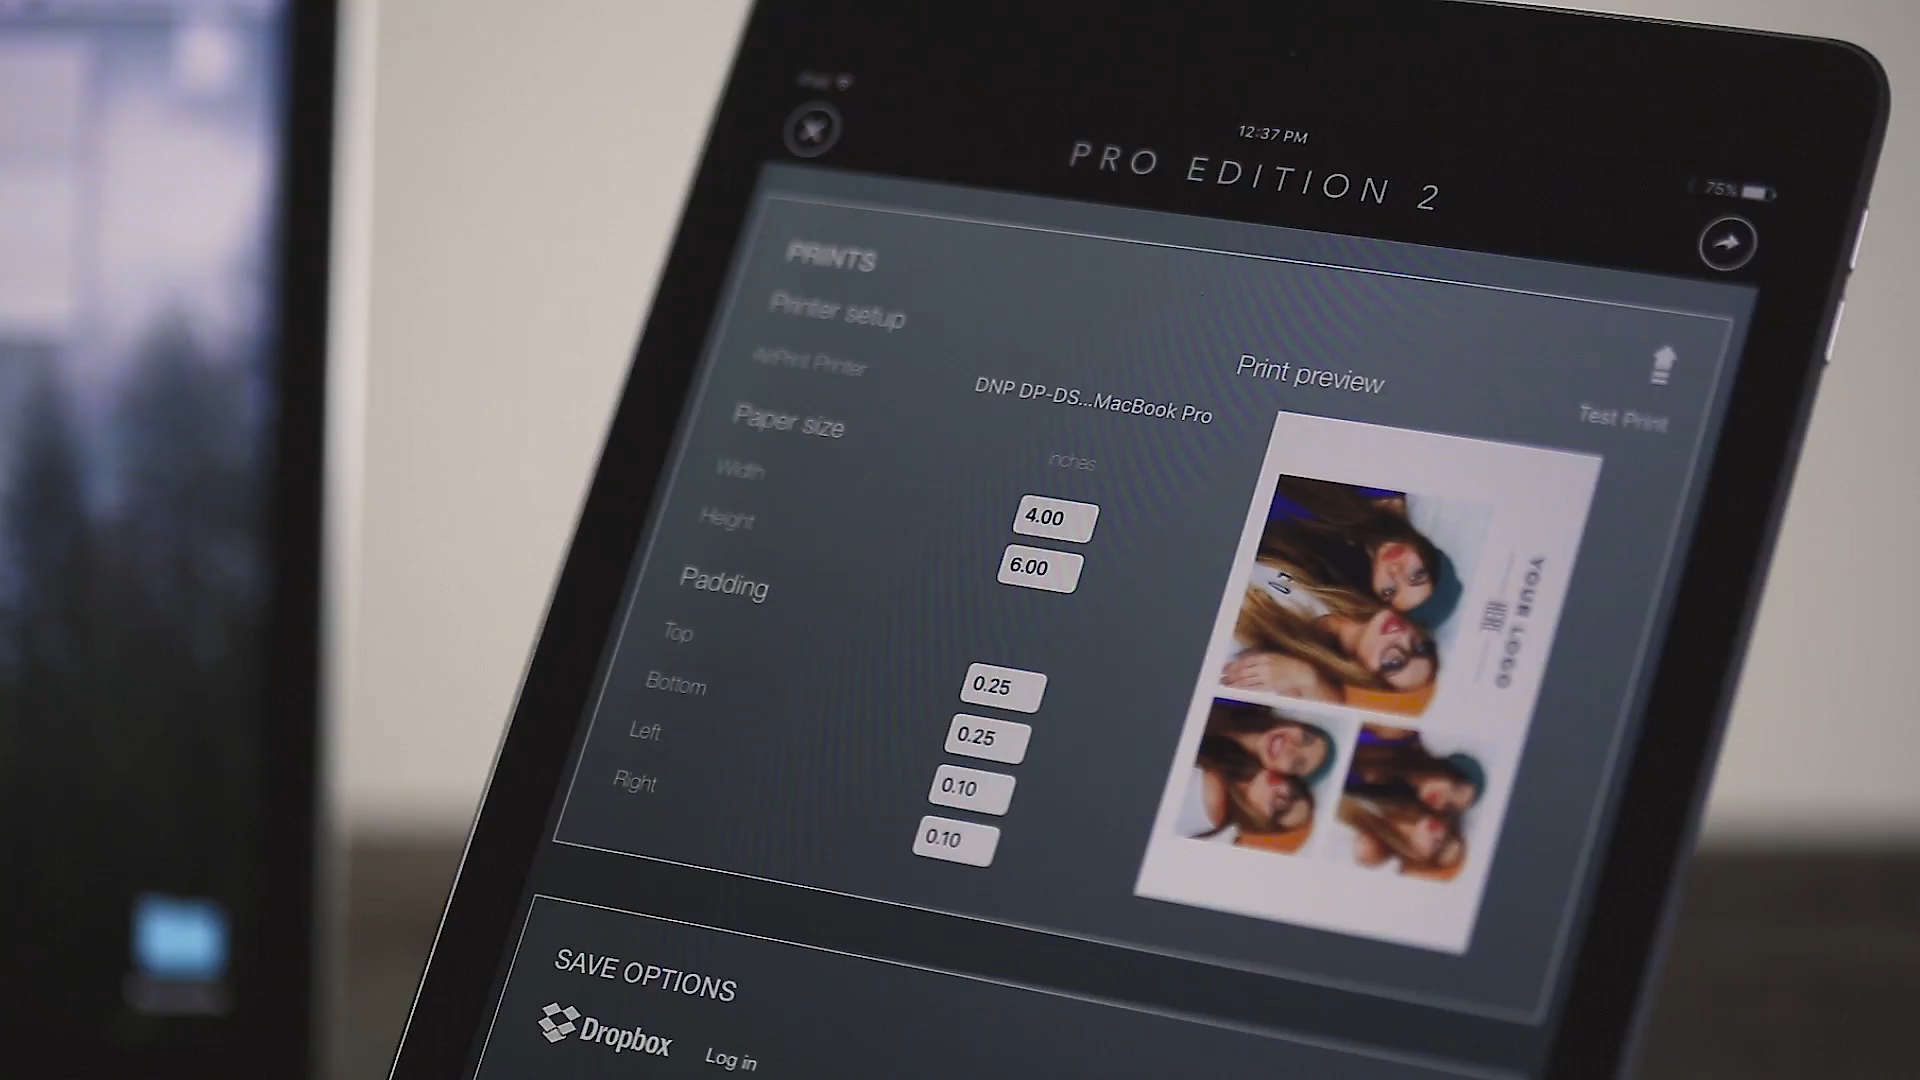 iPad
12:37 PM
75%
PRO EDITION 2
PRINTS
Printer setup
AirPrint Printer
DNP DP-DS...MacBook Pro
Print preview
Test Print
Paper size
inches
Width
4.00
Height
6.00
Padding
Top
0.25
Bottom
0.25
Left
0.10
Right
0.10
YOUR LOGO
HERE
SAVE OPTIONS
Dropbox
Log in